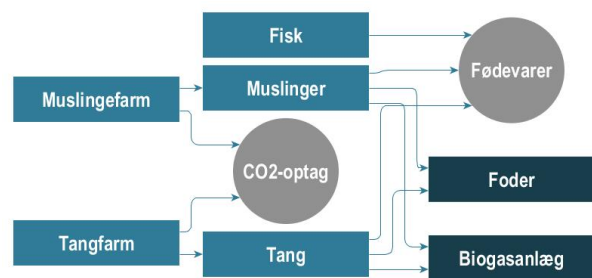 Fisk
Fødevarer
Muslingefarm
Muslinger
CO2-optag
Foder
Tangfarm
Tang
Biogasanlæg